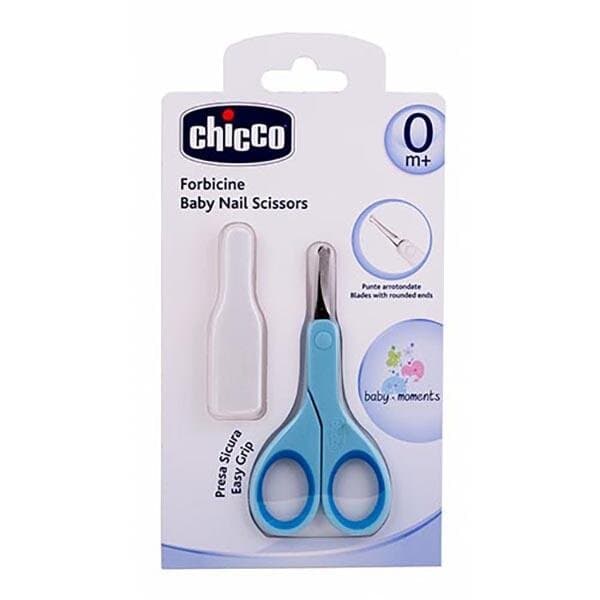 chicco
0
m+
Forbicine
Baby Nail Scissors
Punte arrotondate
Blades with rounded ends
baby moments
Presa Sicura
Easy Grip